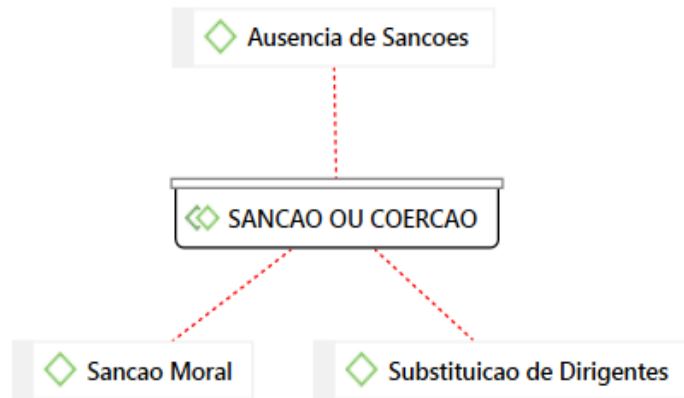 Ausencia de Sancoes
SANCAO OU COERCAO
Sancao Moral
Substituicao de Dirigentes